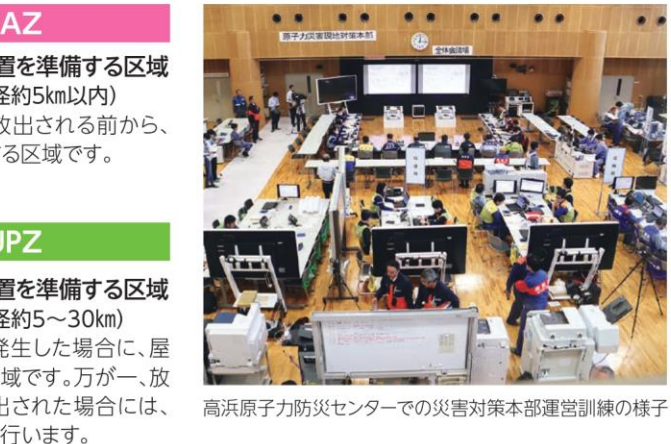 AZ
置を準備する区域
径約5km以内)
放出される前から、
する区域です。
UPZ
置を準備する区域
径約5〜30km)
発生した場合に、屋
域です。万が一、放
出された場合には、
行います。
原子力災害現地対策本部
全体会議場
高浜原子力防災センターでの災害対策本部運営訓練の様子